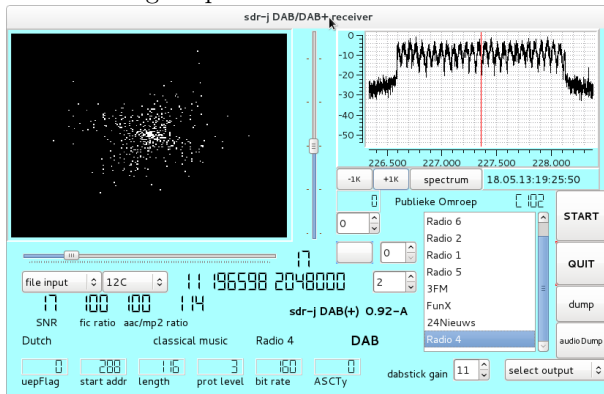 sdr-j DAB/DAB+ receiver
0
-10
-20
-30
-40
-50
226.500 227.000 227.500 228.000
-1K +1K spectrum 18.05.13:19:25:50
0 Publieke Omroep C102
0
Radio 6
Radio 2
Radio 1
Radio 5
3FM
FunX
24Nieuws
Radio 4
START
QUIT
dump
audio Dump
17
0
file input 12C 11 196598 2048000 2
17 100 100 114
SNR fic ratio aac/mp2 ratio
sdr-j DAB(+) 0.92-A
Dutch classical music Radio 4 DAB
0 288 116 3 160 0
uepFlag start addr length prot level bit rate ASCTy
dabstick gain 11 select output